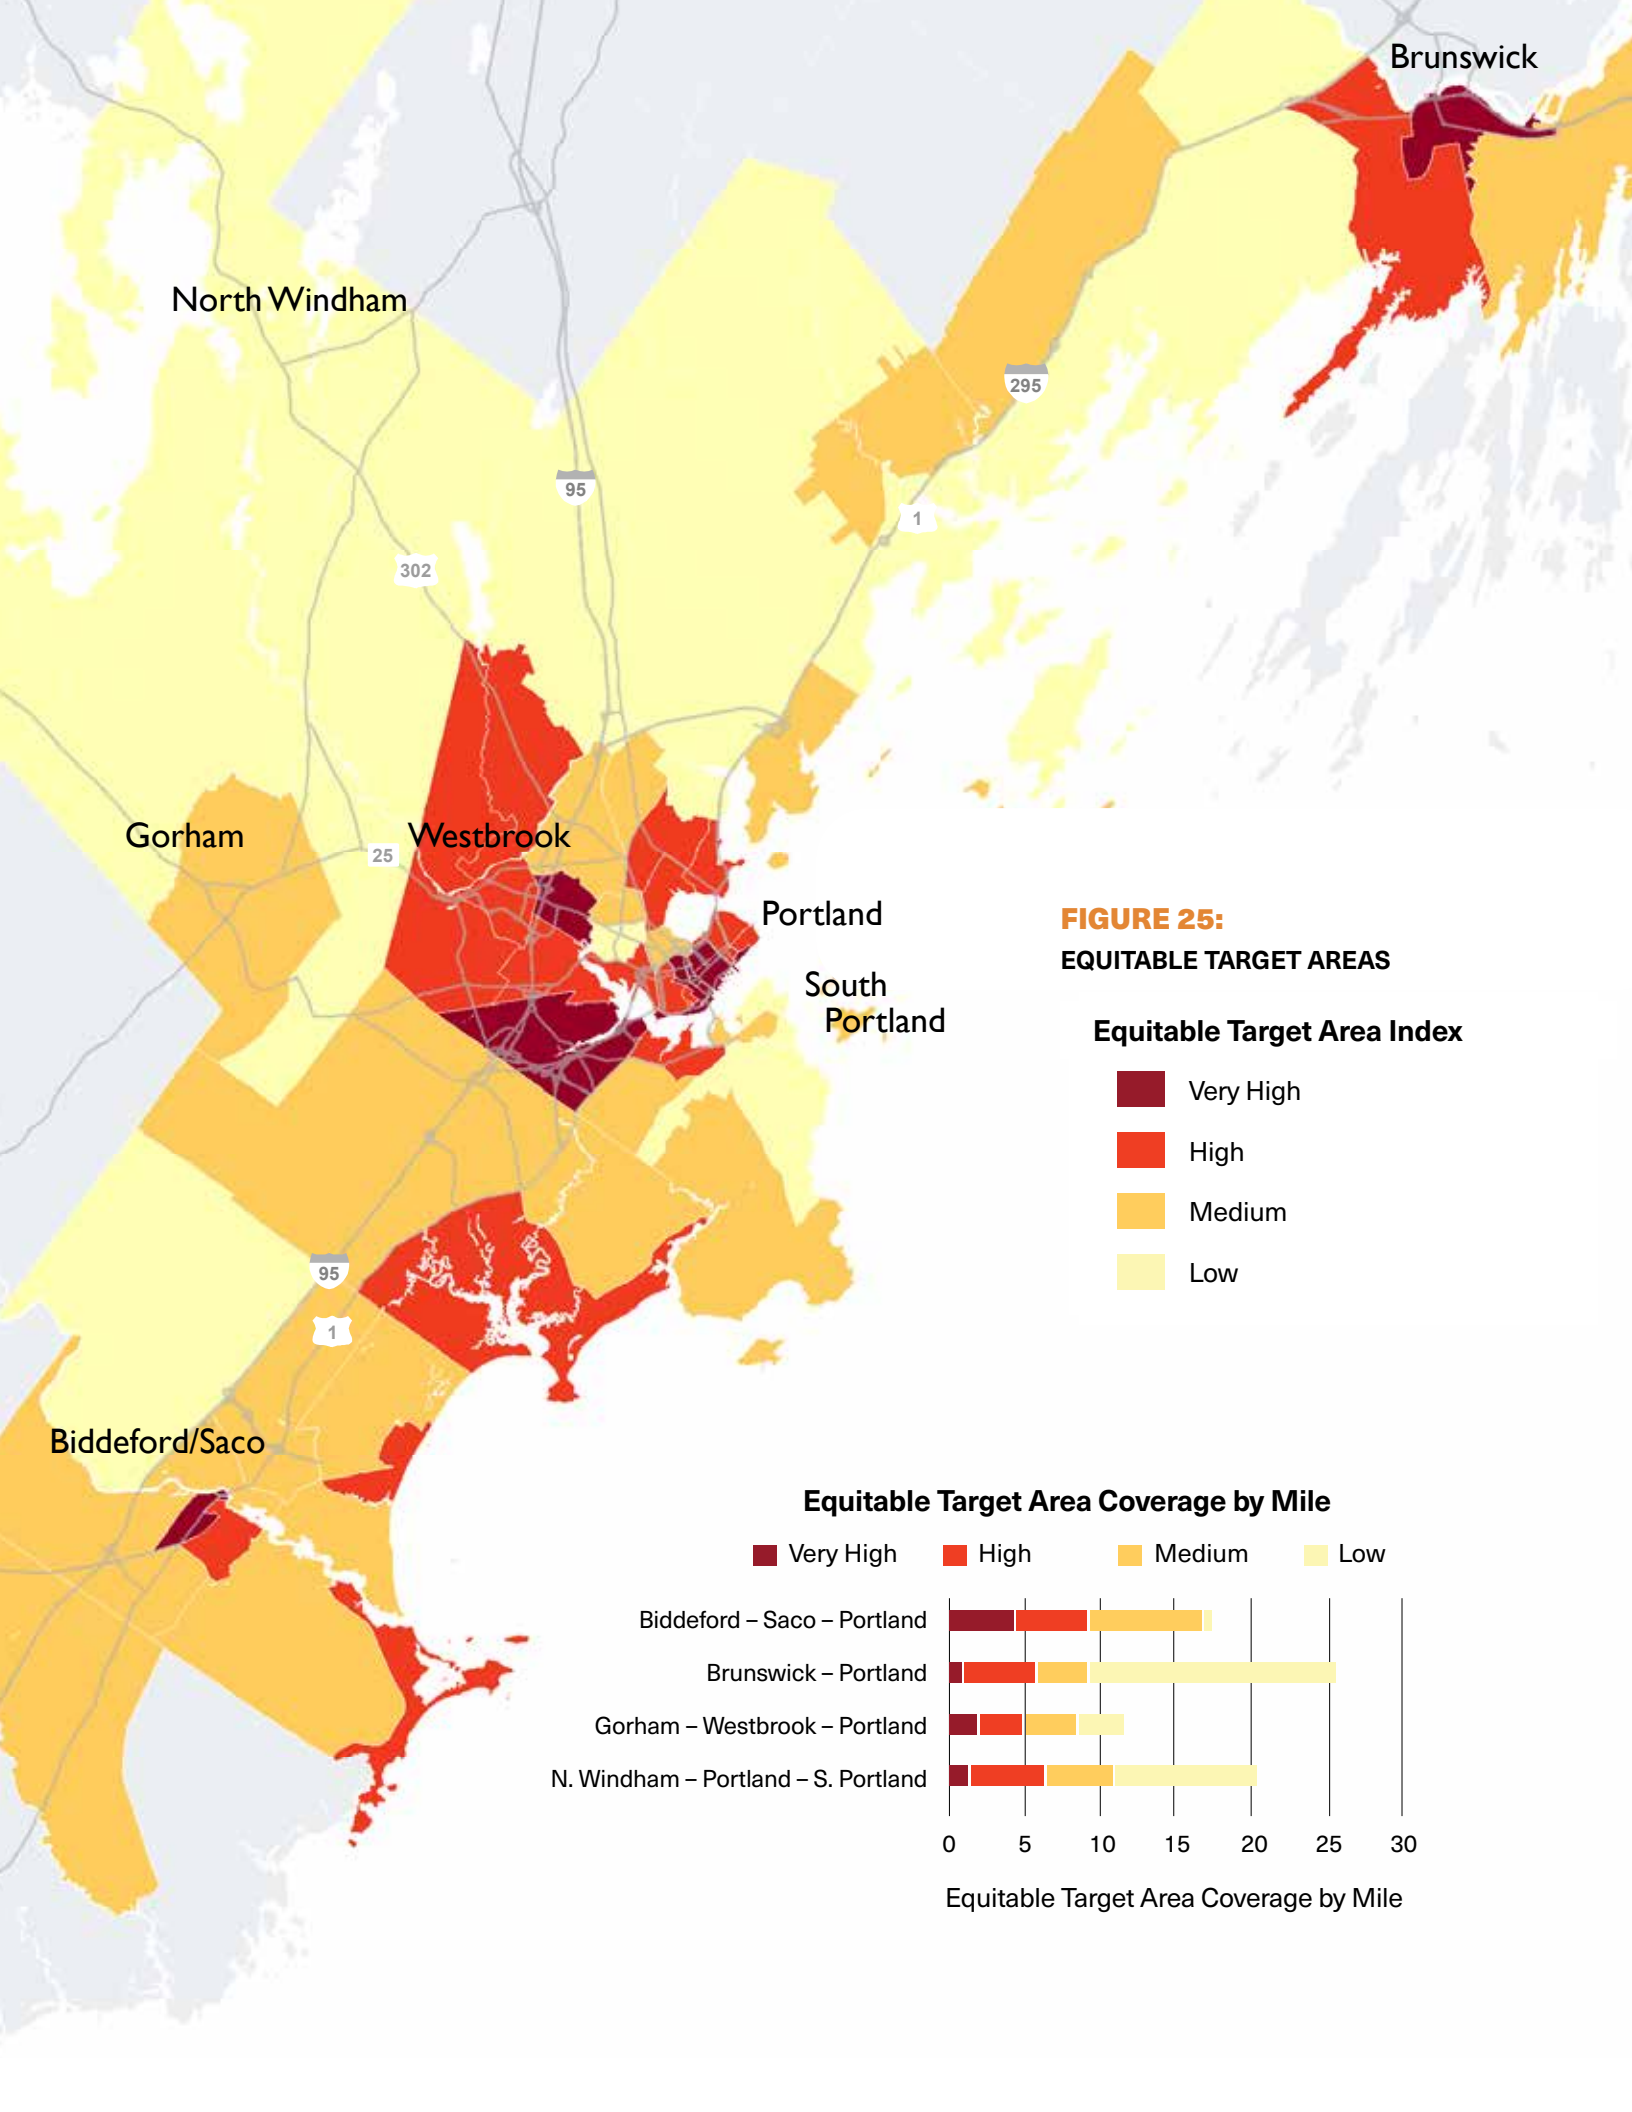 Brunswick
North Windham
295
95
1
302
Gorham
Westbrook
25
Portland
South
Portland
FIGURE 25:
EQUITABLE TARGET AREAS
Equitable Target Area Index
Very High
High
Medium
Low
95
1
Biddeford/Saco
Equitable Target Area Coverage by Mile
Very High High Medium Low
Biddeford – Saco – Portland
Brunswick – Portland
Gorham – Westbrook – Portland
N. Windham – Portland – S. Portland
0 5 10 15 20 25 30
Equitable Target Area Coverage by Mile